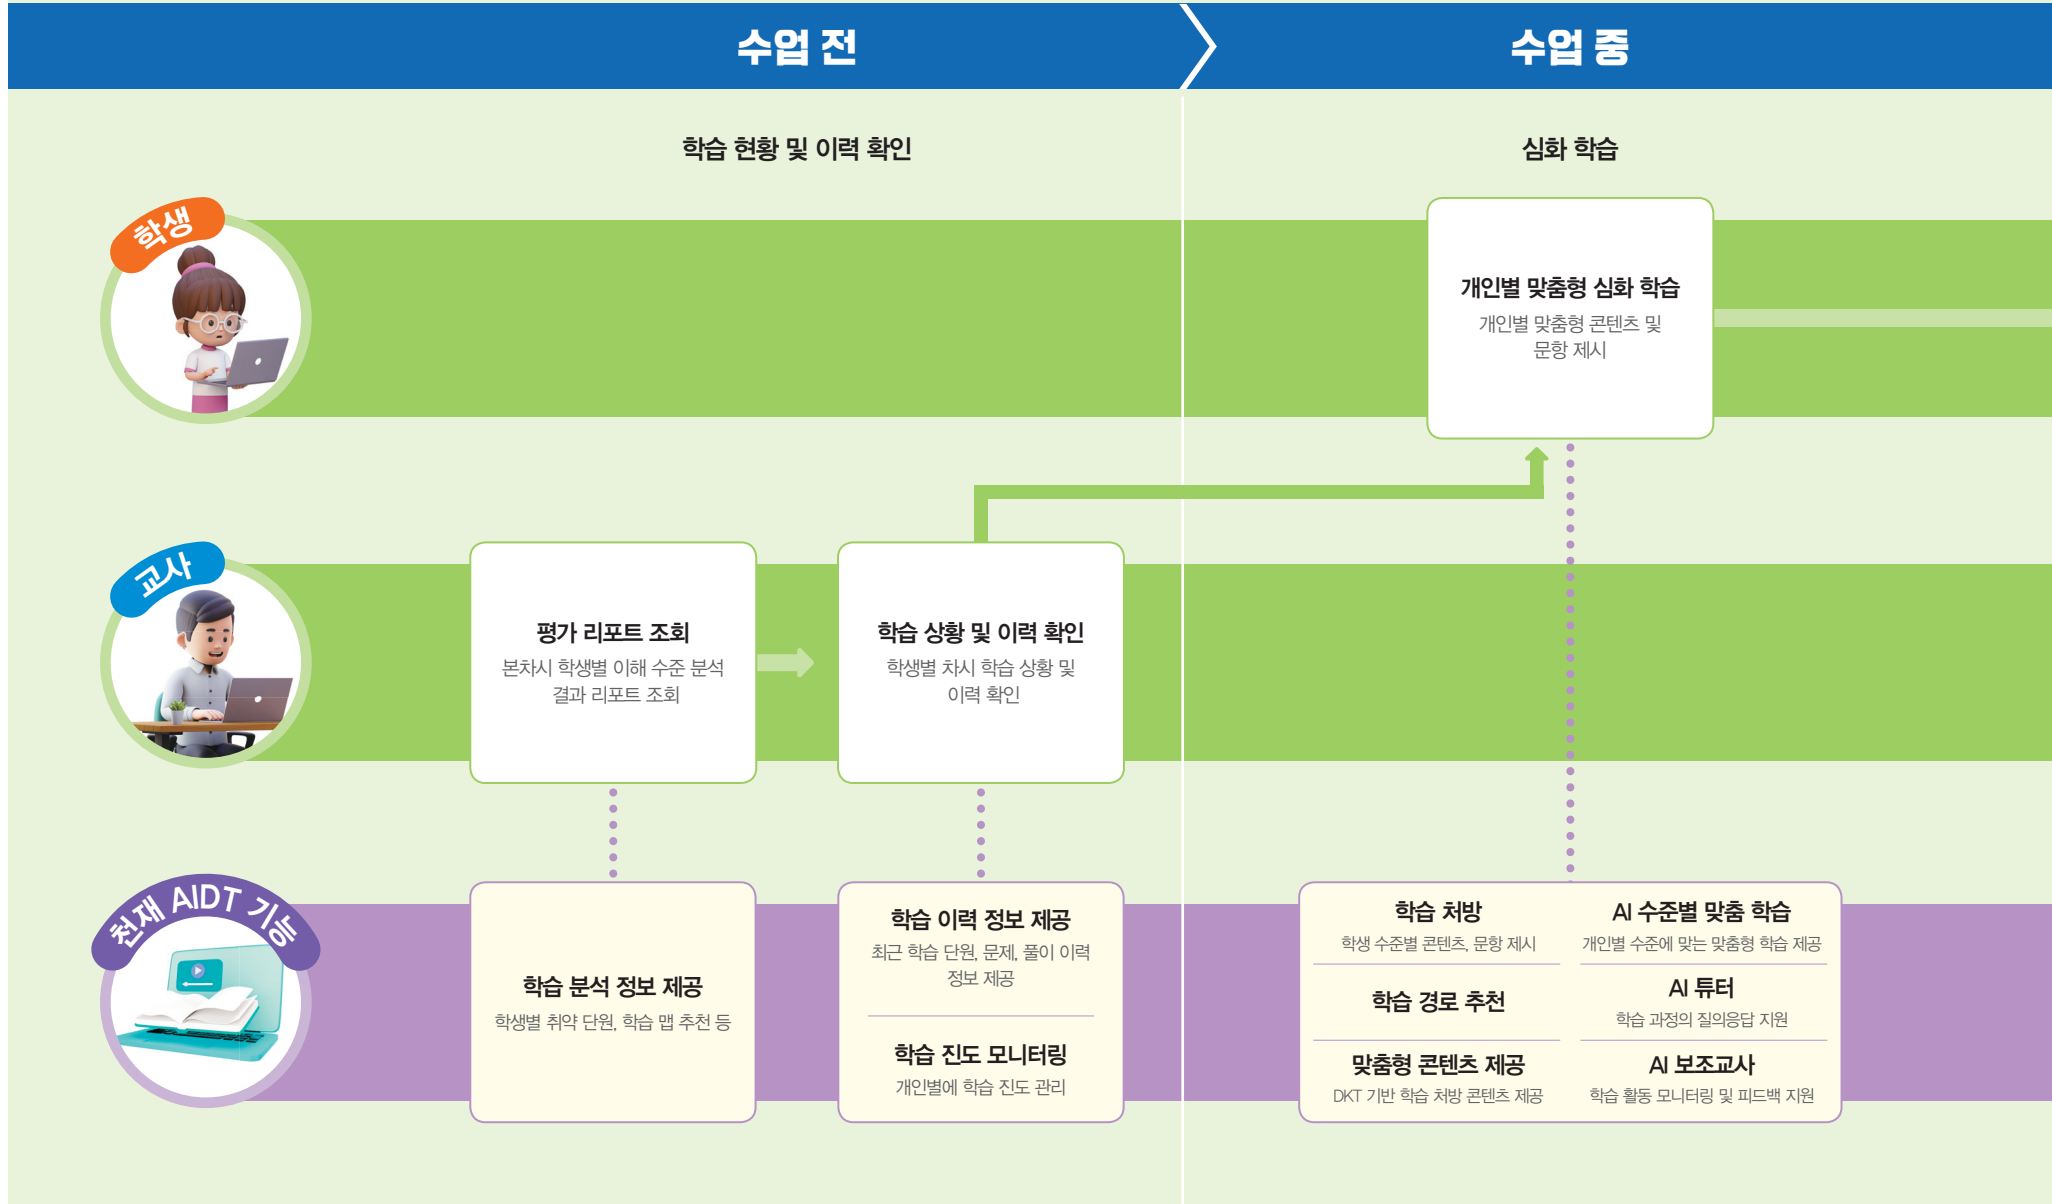 수업 전
수업 중
학습 현황 및 이력 확인
심화 학습
학생
개인별 맞춤형 심화 학습
개인별 맞춤형 콘텐츠 및
문항 제시
교사
평가 리포트 조회
본차시 학생별 이해 수준 분석
결과 리포트 조회
학습 상황 및 이력 확인
학생별 차시 학습 상황 및
이력 확인
천재 AIDT 기능
학습 분석 정보 제공
학생별 취약 단원, 학습 맵 추천 등
학습 이력 정보 제공
최근 학습 단원, 문제, 풀이 이력
정보 제공
학습 진도 모니터링
개인별에 학습 진도 관리
학습 처방
학생 수준별 콘텐츠, 문항 제시
학습 경로 추천
맞춤형 콘텐츠 제공
DKT 기반 학습 처방 콘텐츠 제공
AI 수준별 맞춤 학습
개인별 수준에 맞는 맞춤형 학습 제공
AI 튜터
학습 과정의 질의응답 지원
AI 보조교사
학습 활동 모니터링 및 피드백 지원